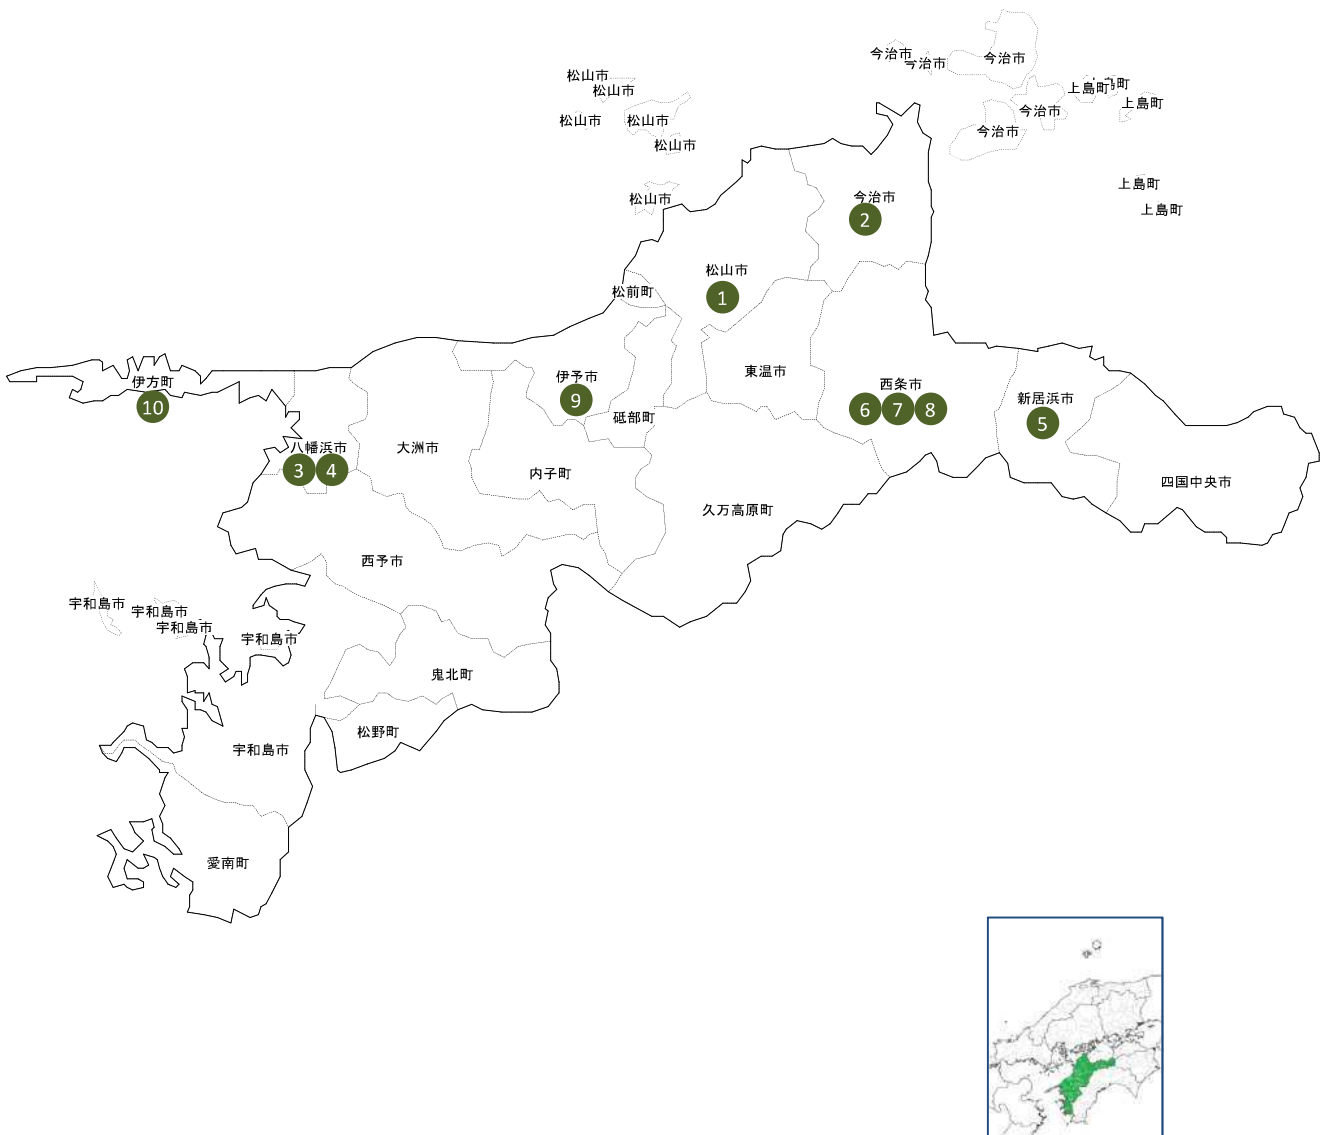 今治市
今治市
今治市
松山市
松山市
上島町
島町
上島町
今治市
松山市
松山市
今治市
松山市
上島町
松山市
今治市
上島町
2
松山市
松前町
1
東温市
伊予市
伊方町
西条市
新居浜市
9
10
6 7 8
5
砥部町
八幡浜市
大洲市
3 4
内子町
四国中央市
久万高原町
西予市
宇和島市
宇和島市
宇和島市
宇和島市
鬼北町
松野町
宇和島市
愛南町